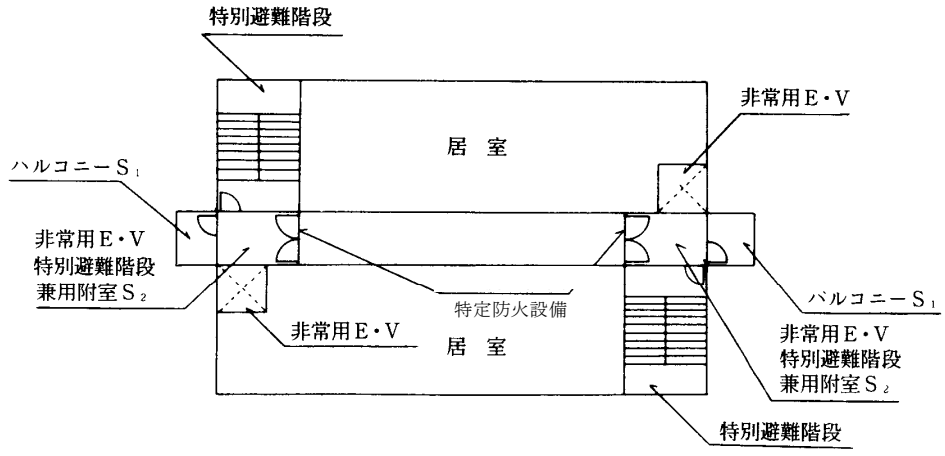 特別避難階段
非常用E・V
居 室
ハルコニーS₁
非常用E・V
特別避難階段
兼用附室S₂
特定防火設備
バルコニーS₁
非常用E・V
居 室
非常用E・V
特別避難階段
兼用附室S₂
特別避難階段